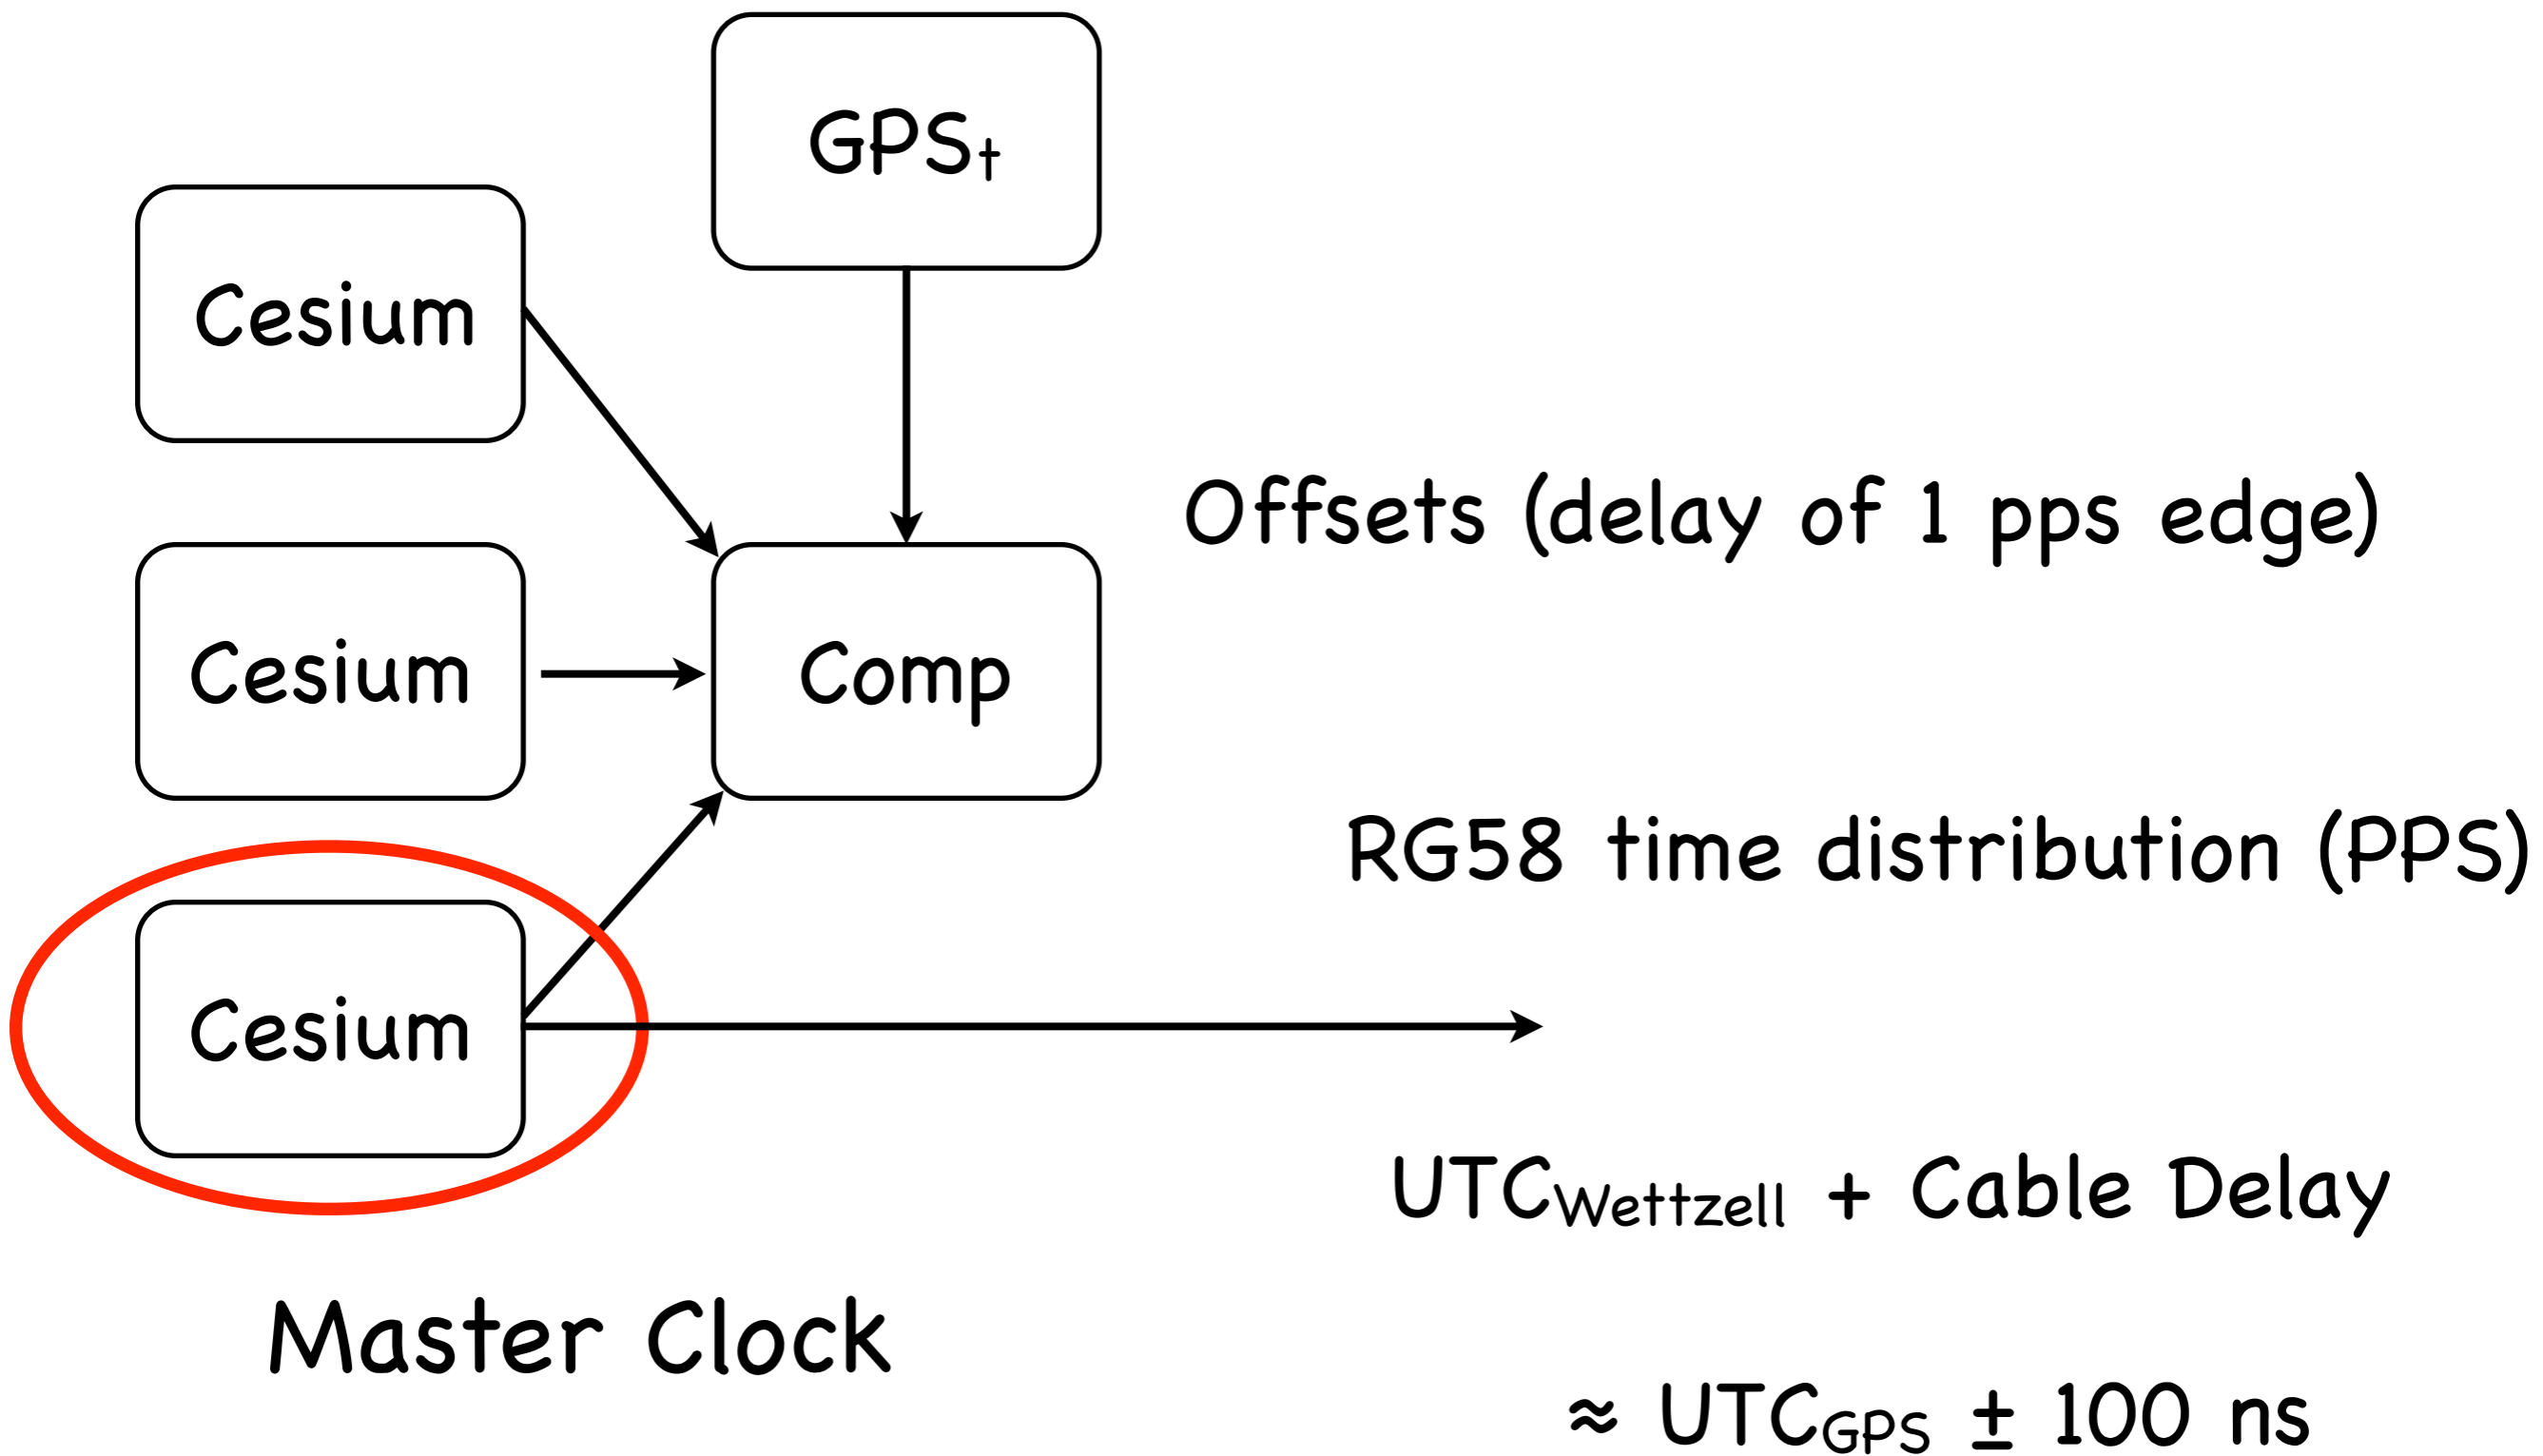 GPSt
Cesium
Offsets (delay of 1 pps edge)
Cesium
Comp
RG58 time distribution (PPS)
Cesium
UTCWettzell + Cable Delay
Master Clock
≈ UTCGPS ± 100 ns